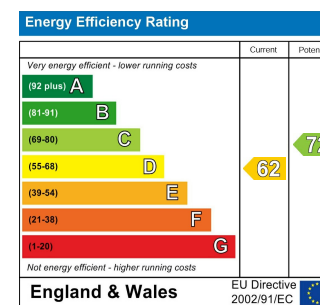 Energy Efficiency Rating
Current
Very energy efficient - lower running costs
(92 plus) A
(81-91) B
(69-80) C
(55-68) D
(39-54) E
(21-38) F
(1-20) G
62
Not energy efficient - higher running costs
England & Wales
EU Directive
2002/91/EC